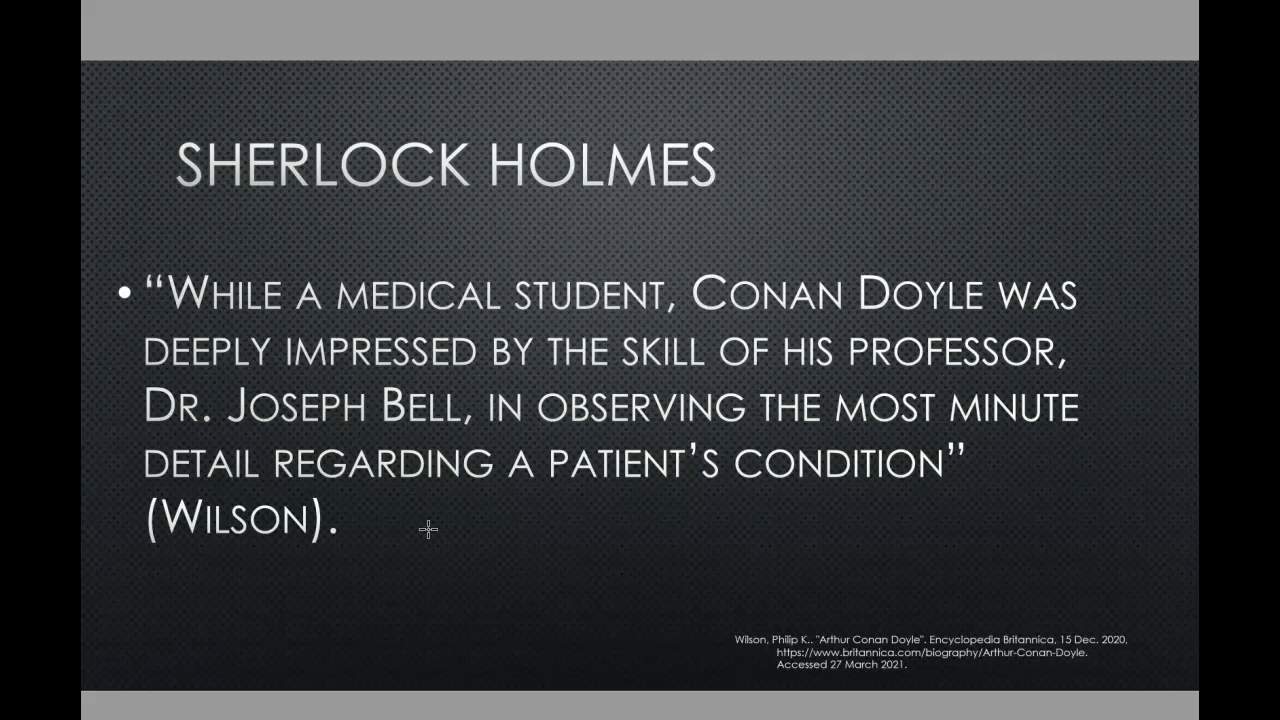 SHERLOCK HOLMES
• “WHILE A MEDICAL STUDENT, CONAN DOYLE WAS
DEEPLY IMPRESSED BY THE SKILL OF HIS PROFESSOR,
DR. JOSEPH BELL, IN OBSERVING THE MOST MINUTE
DETAIL REGARDING A PATIENT’S CONDITION”
(WILSON).
Wilson, Philip K.. "Arthur Conan Doyle". Encyclopedia Britannica, 15 Dec. 2020,
https://www.britannica.com/biography/Arthur-Conan-Doyle.
Accessed 27 March 2021.